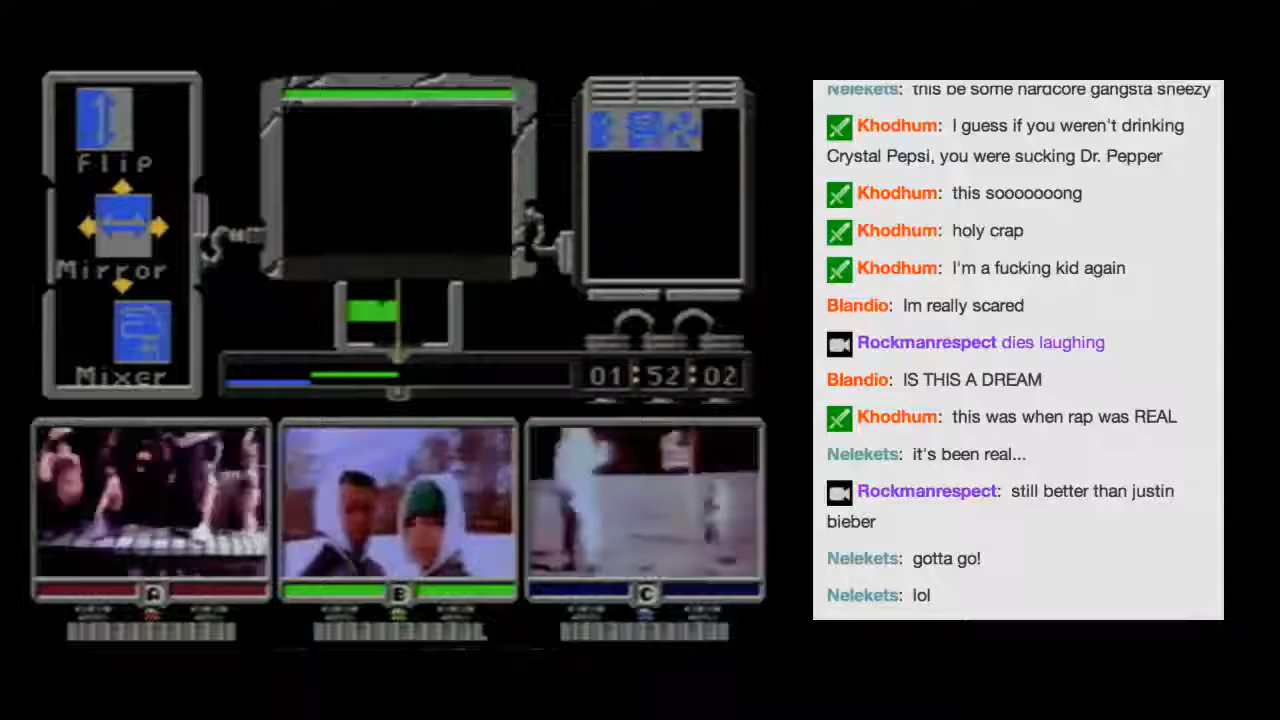 Flip
Mirror
Mixer
01:52:02
A
B
C
Nelekets: this be some hardcore gangsta sheezy
Khodhum: I guess if you weren't drinking
Crystal Pepsi, you were sucking Dr. Pepper
Khodhum: this sooooooong
Khodhum: holy crap
Khodhum: I'm a fucking kid again
Blandio: Im really scared
Rockmanrespect dies laughing
Blandio: IS THIS A DREAM
Khodhum: this was when rap was REAL
Nelekets: it's been real...
Rockmanrespect: still better than justin
bieber
Nelekets: gotta go!
Nelekets: lol